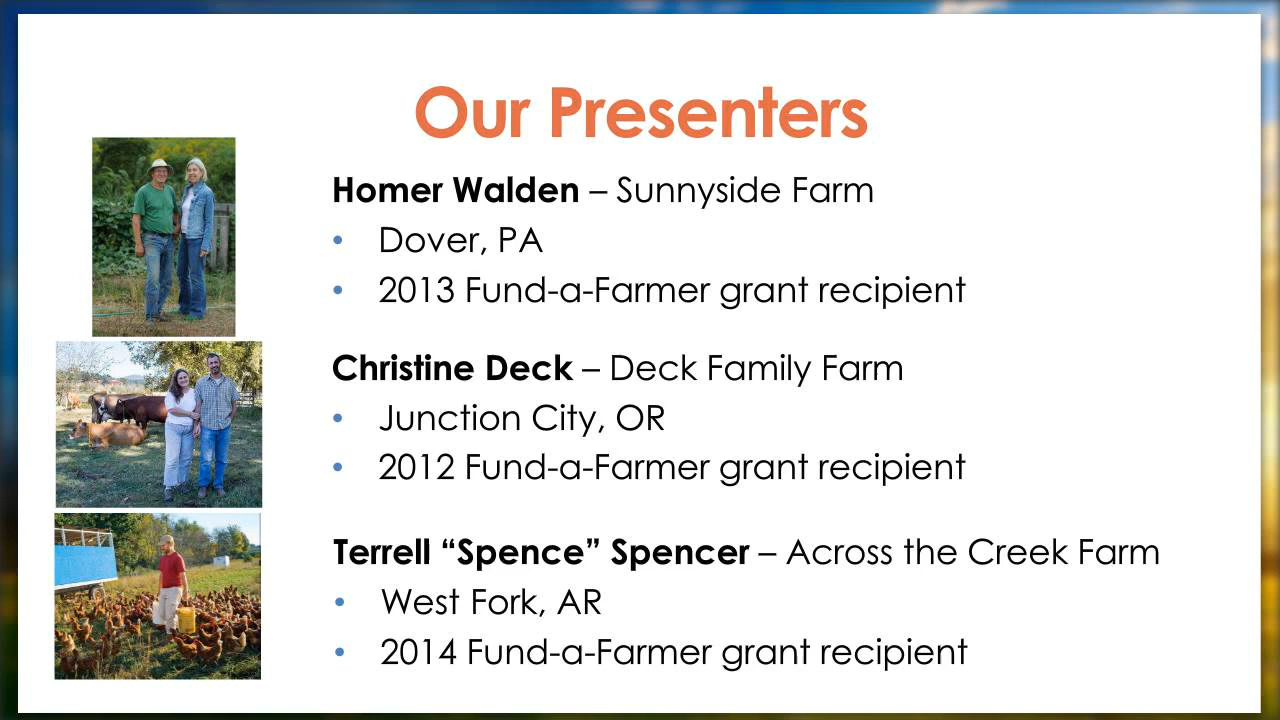 Our Presenters
Homer Walden – Sunnyside Farm
• Dover, PA
• 2013 Fund-a-Farmer grant recipient
Christine Deck – Deck Family Farm
• Junction City, OR
• 2012 Fund-a-Farmer grant recipient
Terrell “Spence” Spencer – Across the Creek Farm
• West Fork, AR
• 2014 Fund-a-Farmer grant recipient